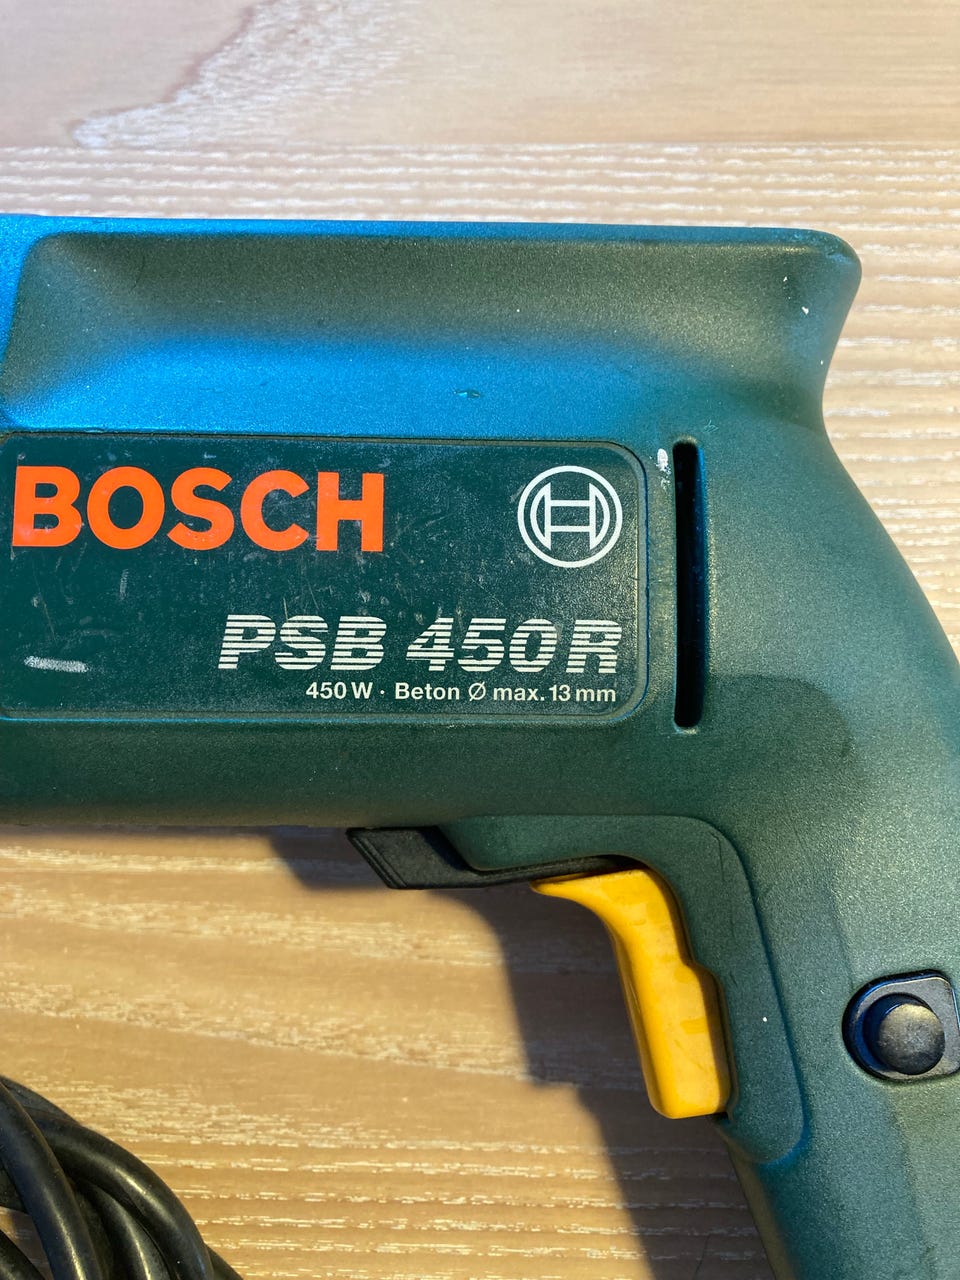 BOSCH
PSB 450 R
450 W · Beton Ø max. 13 mm